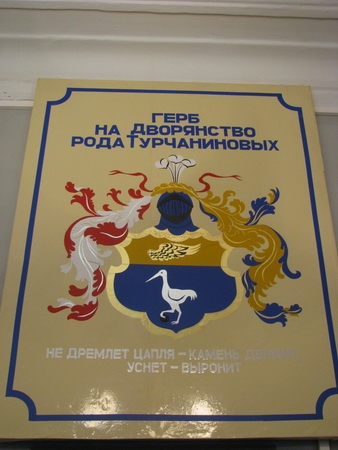 ГЕРБ
НА ДВОРЯНСТВО
РОДА ТУРЧАНИНОВЫХ
НЕ ДРЕМЛЕТ ЦАПЛЯ – КАМЕНЬ ДЕРЖИТ
УСНЕТ – ВЫРОНИТ